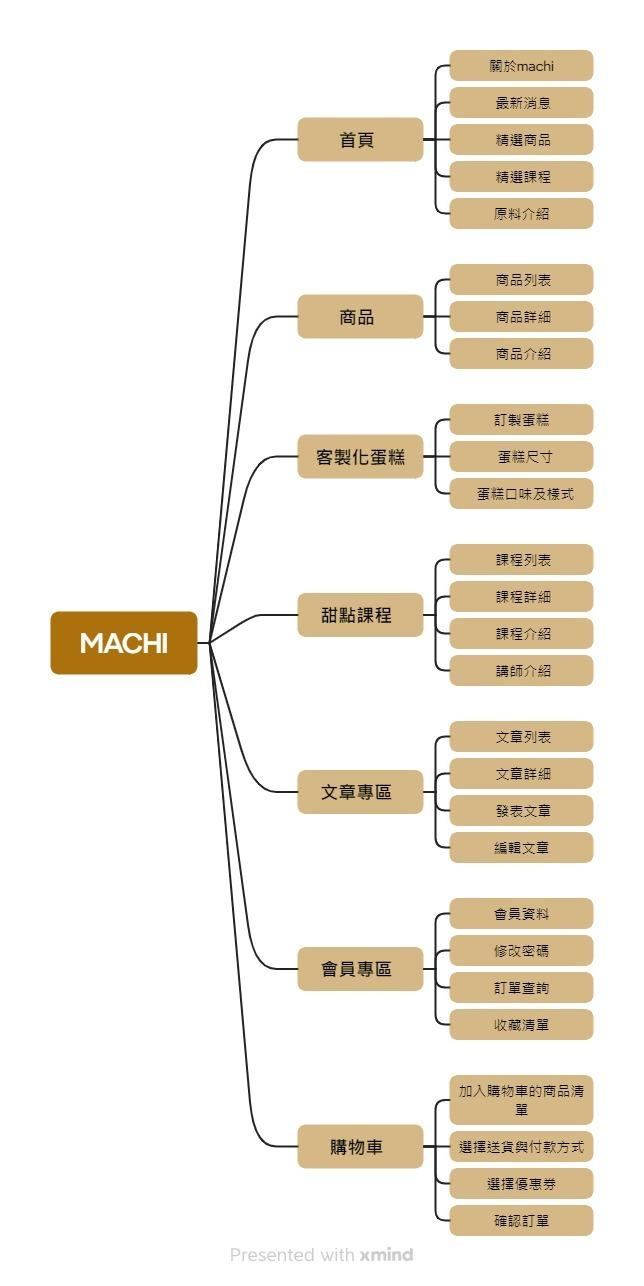 MACHI
首頁
關於machi
最新消息
精選商品
精選課程
原料介紹
商品
商品列表
商品詳細
商品介紹
客製化蛋糕
訂製蛋糕
蛋糕尺寸
蛋糕口味及樣式
甜點課程
課程列表
課程詳細
課程介紹
講師介紹
文章專區
文章列表
文章詳細
發表文章
編輯文章
會員專區
會員資料
修改密碼
訂單查詢
收藏清單
購物車
加入購物車的商品清
單
選擇送貨與付款方式
選擇優惠券
確認訂單
Presented with xmind